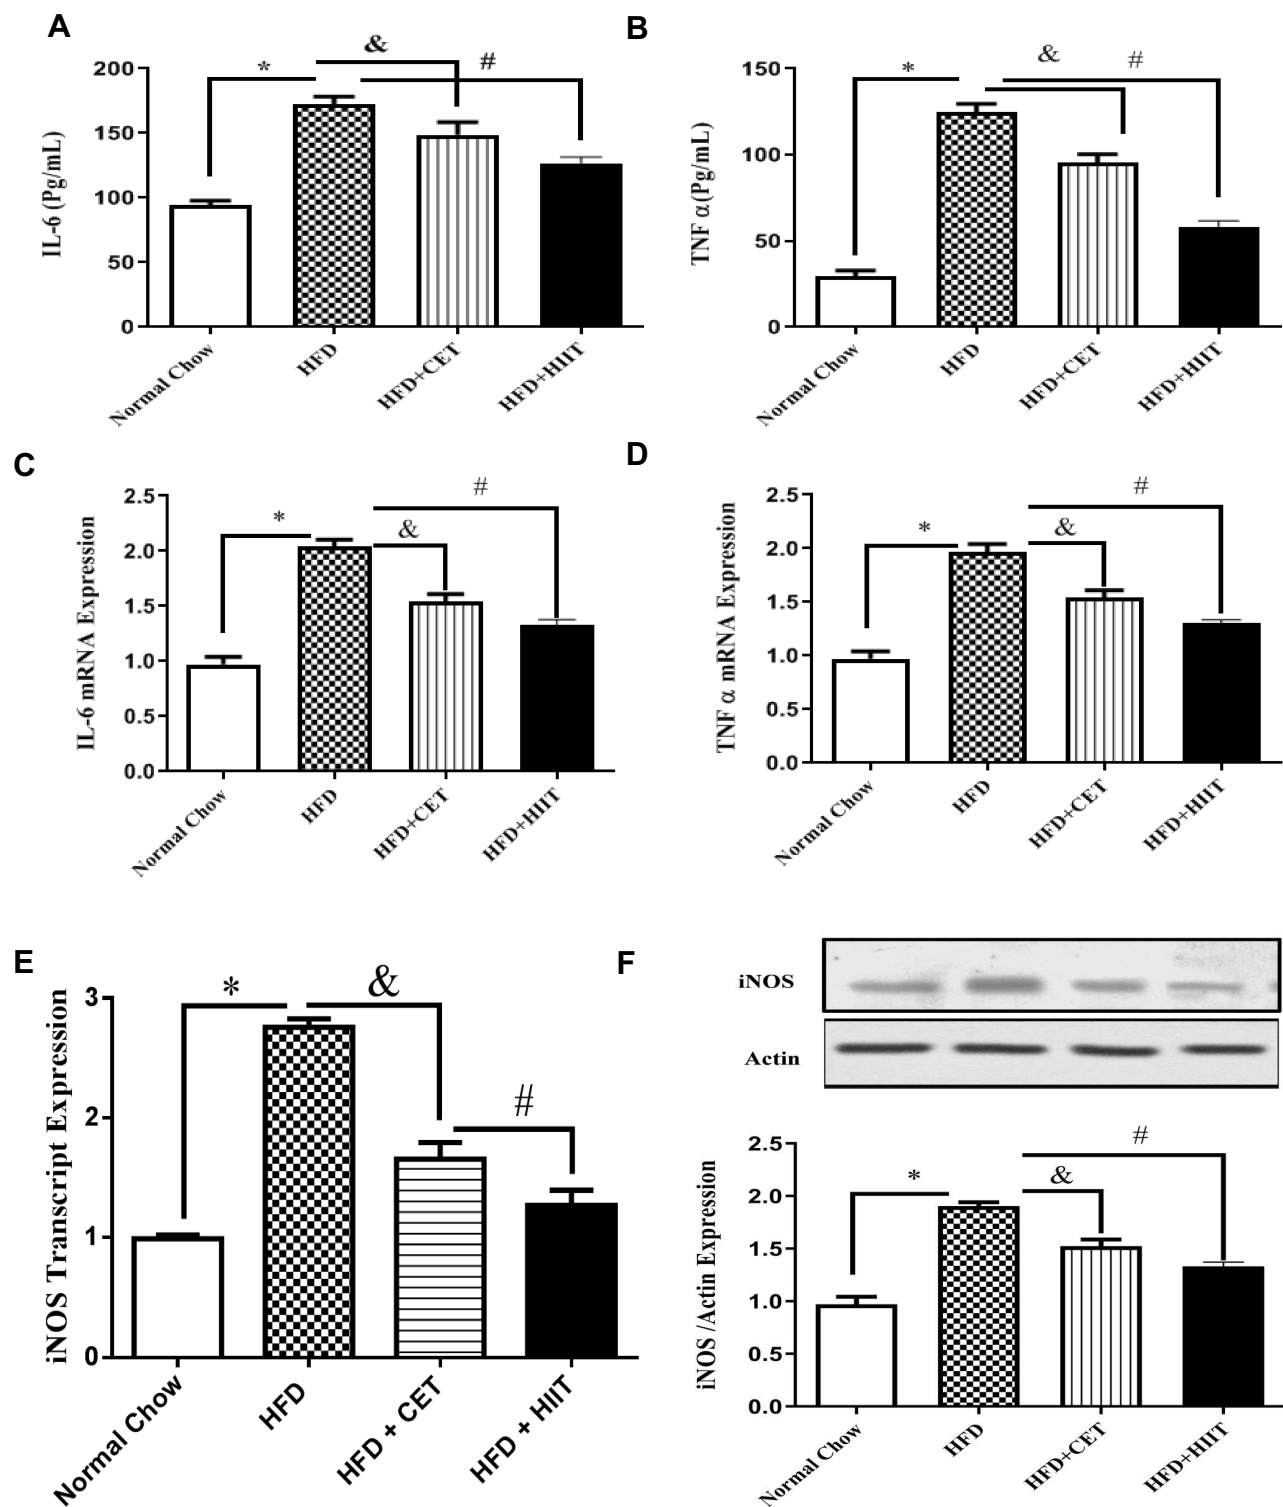 A
IL-6 (Pg/mL)
200
150
100
50
0
*
&
#
Normal Chow
HFD
HFD+CET
HFD+HIIT
B
TNF α(Pg/mL)
150
100
50
0
*
&
#
Normal Chow
HFD
HFD+CET
HFD+HIIT
C
IL-6 mRNA Expression
2.5
2.0
1.5
1.0
0.5
0.0
*
&
#
Normal Chow
HFD
HFD+CET
HFD+HIIT
D
TNF α mRNA Expression
2.5
2.0
1.5
1.0
0.5
0.0
*
&
#
Normal Chow
HFD
HFD+CET
HFD+HIIT
E
iNOS Transcript Expression
3
2
1
0
*
&
#
Normal Chow
HFD
HFD + CET
HFD + HIIT
F
iNOS
Actin
iNOS /Actin Expression
2.5
2.0
1.5
1.0
0.5
0.0
*
&
#
Normal Chow
HFD
HFD+CET
HFD+HIIT